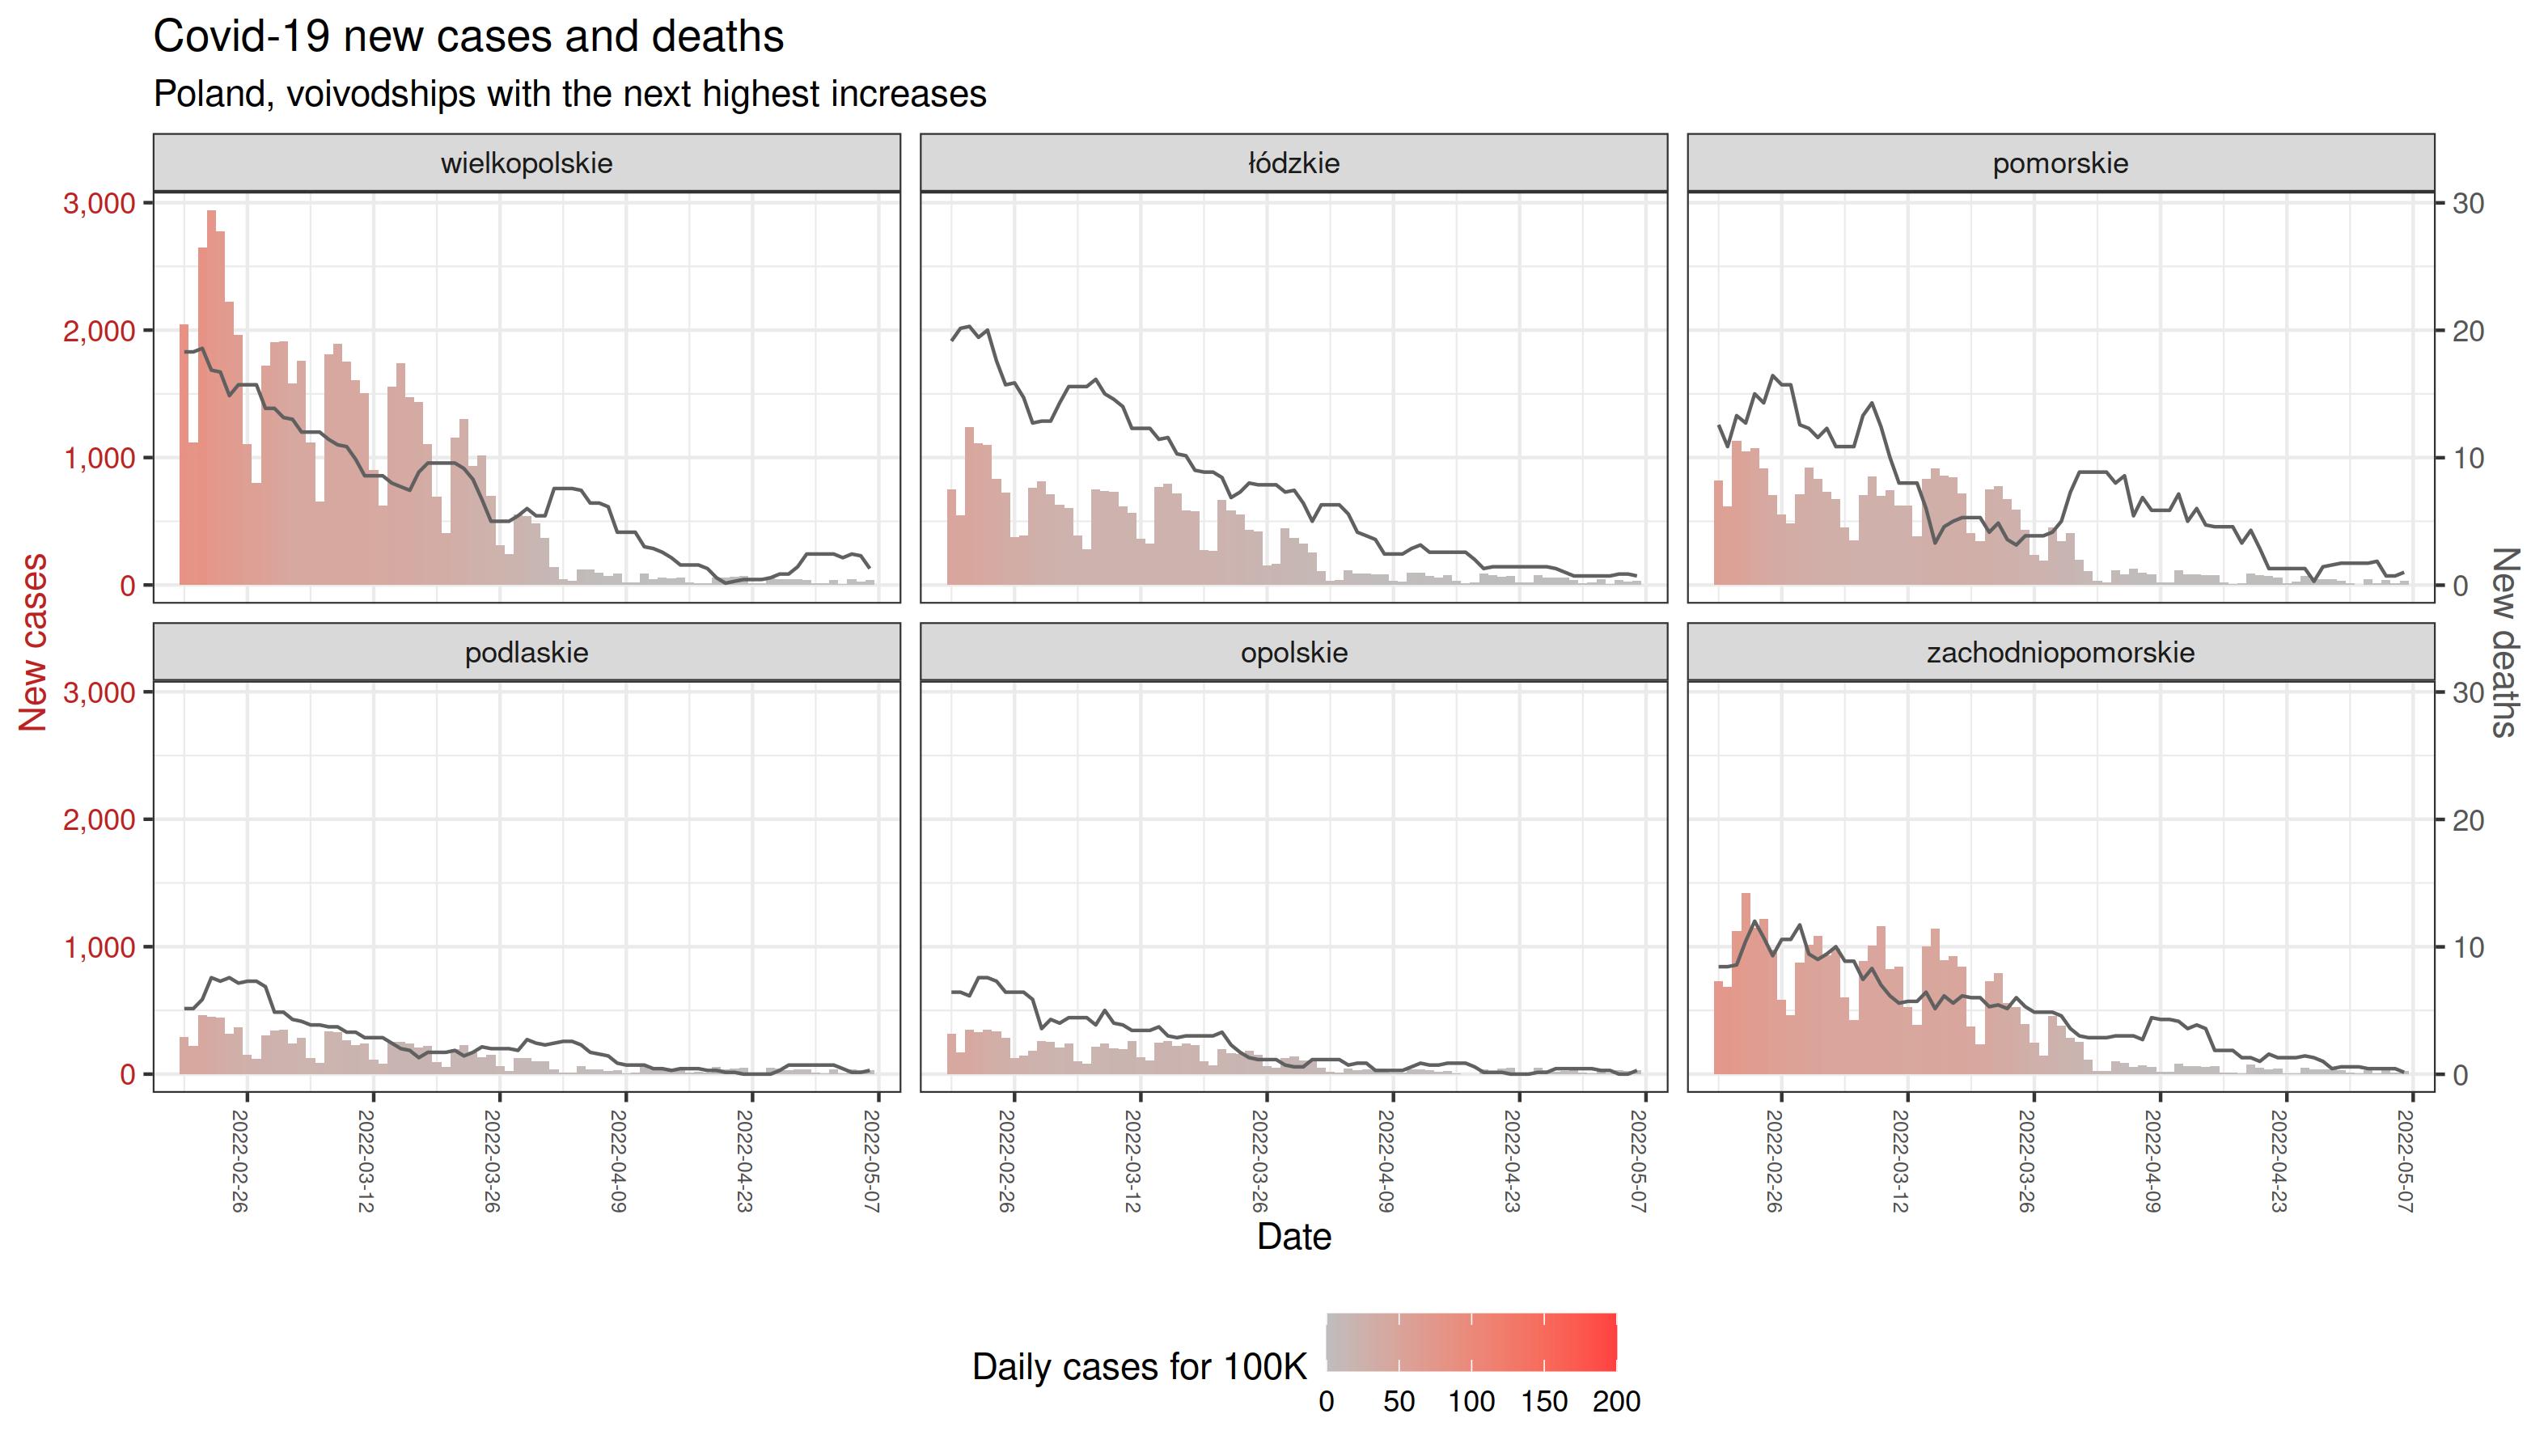 Covid-19 new cases and deaths
Poland, voivodships with the next highest increases
wielkopolskie
łódzkie
pomorskie
3,000
2,000
1,000
0
30
20
10
0
New cases
New deaths
podlaskie
opolskie
zachodniopomorskie
3,000
2,000
1,000
0
30
20
10
0
2022-02-26
2022-03-12
2022-03-26
2022-04-09
2022-04-23
2022-05-07
2022-02-26
2022-03-12
2022-03-26
2022-04-09
2022-04-23
2022-05-07
2022-02-26
2022-03-12
2022-03-26
2022-04-09
2022-04-23
2022-05-07
Date
Daily cases for 100K
0 50 100 150 200